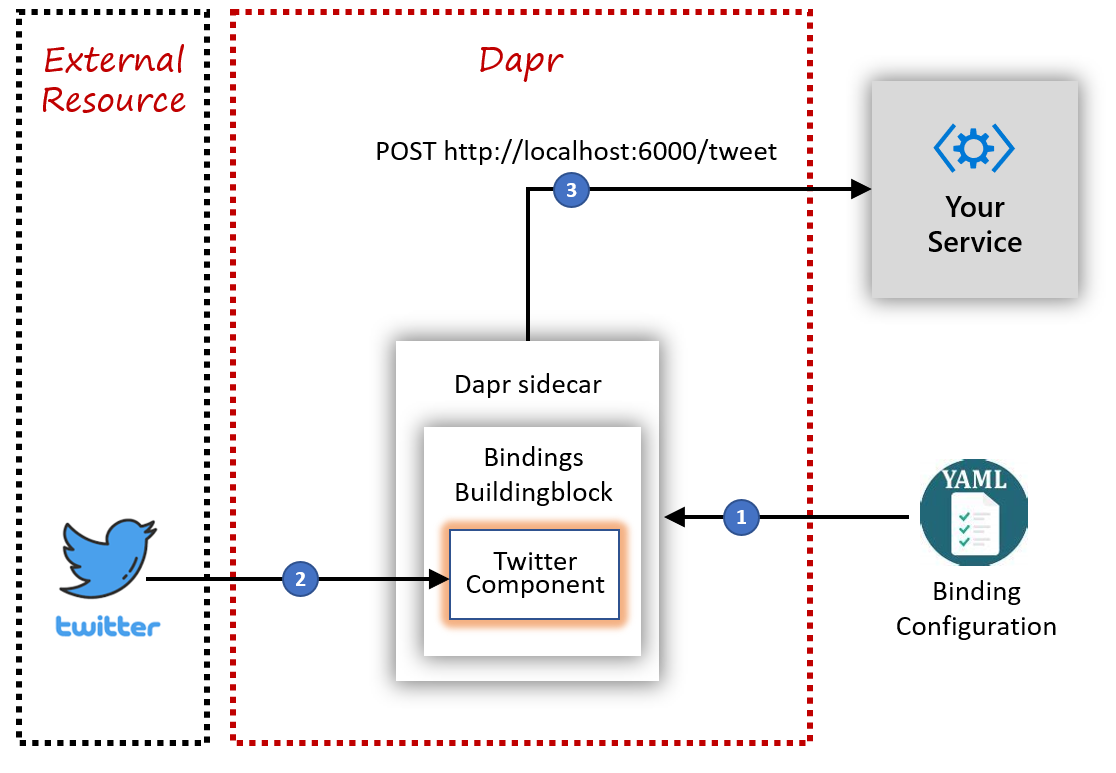 External
Resource
Dapr
POST http://localhost:6000/tweet
3
Your
Service
Dapr sidecar
Bindings
Buildingblock
Twitter
Component
1
YAML
Binding
Configuration
2
twitter